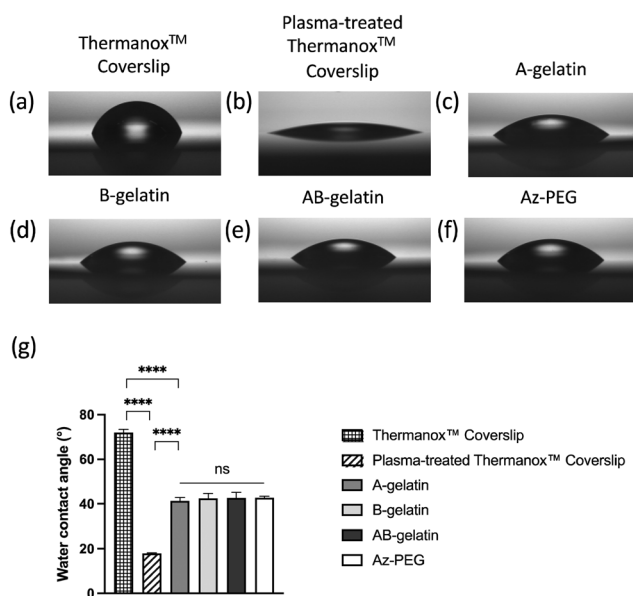 Thermanox™
Coverslip
Plasma-treated
Thermanox™
Coverslip
A-gelatin
(a)
(b)
(c)
B-gelatin
AB-gelatin
Az-PEG
(d)
(e)
(f)
(g)
****
****
****
ns
80
60
40
20
0
Water contact angle (°)
Thermanox™ Coverslip
Plasma-treated Thermanox™ Coverslip
A-gelatin
B-gelatin
AB-gelatin
Az-PEG